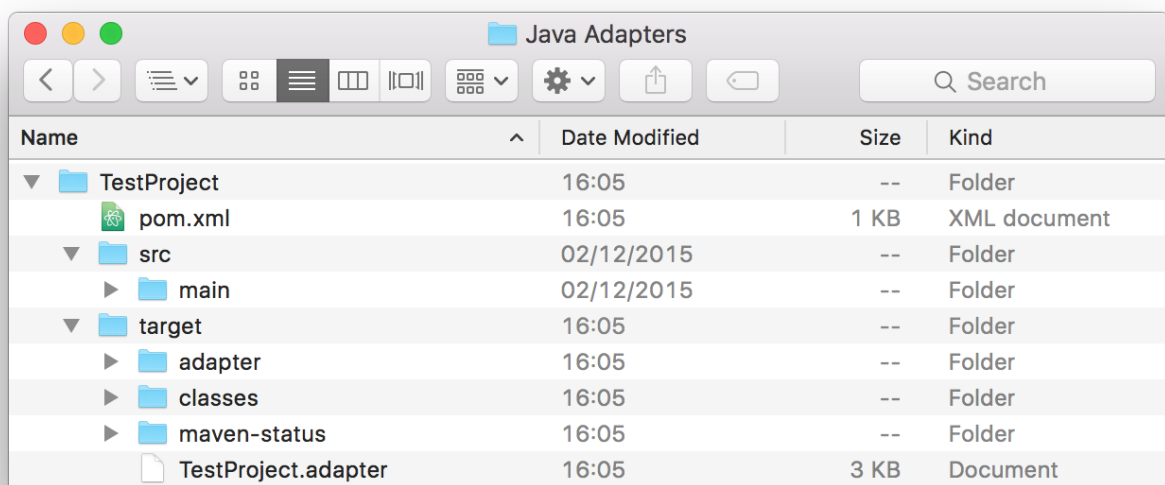 Java Adapters
Search
Name Date Modified Size Kind
TestProject 16:05 -- Folder
pom.xml 16:05 1 KB XML document
src 02/12/2015 -- Folder
main 02/12/2015 -- Folder
target 16:05 -- Folder
adapter 16:05 -- Folder
classes 16:05 -- Folder
maven-status 16:05 -- Folder
TestProject.adapter 16:05 3 KB Document